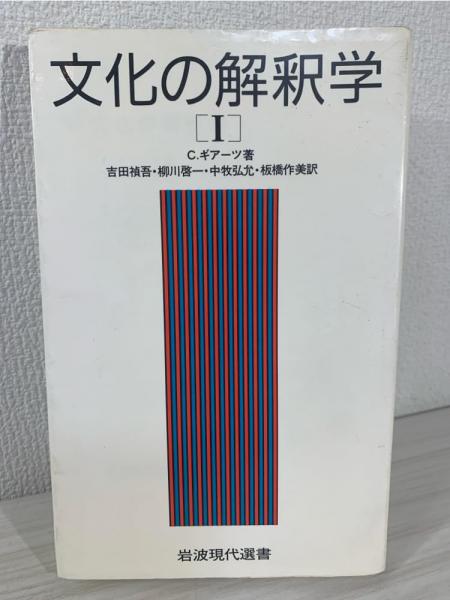 文化の解釈学
[I]
C.ギアーツ著
吉田禎吾・柳川啓一・中牧弘允・板橋作美訳
岩波現代選書